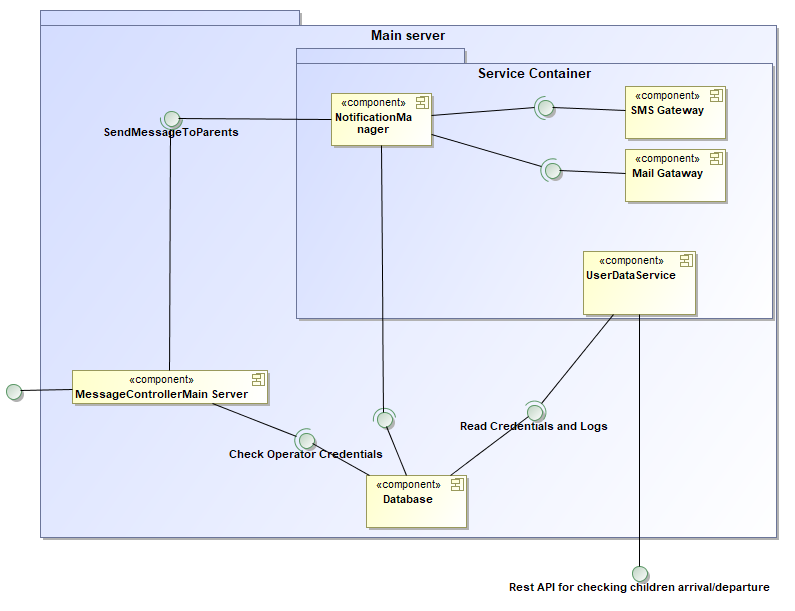 Main server
Service Container
«component»
SMS Gateway
«component»
NotificationMa
nager
SendMessageToParents
«component»
Mail Gataway
«component»
UserDataService
«component»
MessageControllerMain Server
Read Credentials and Logs
Check Operator Credentials
«component»
Database
Rest API for checking children arrival/departure